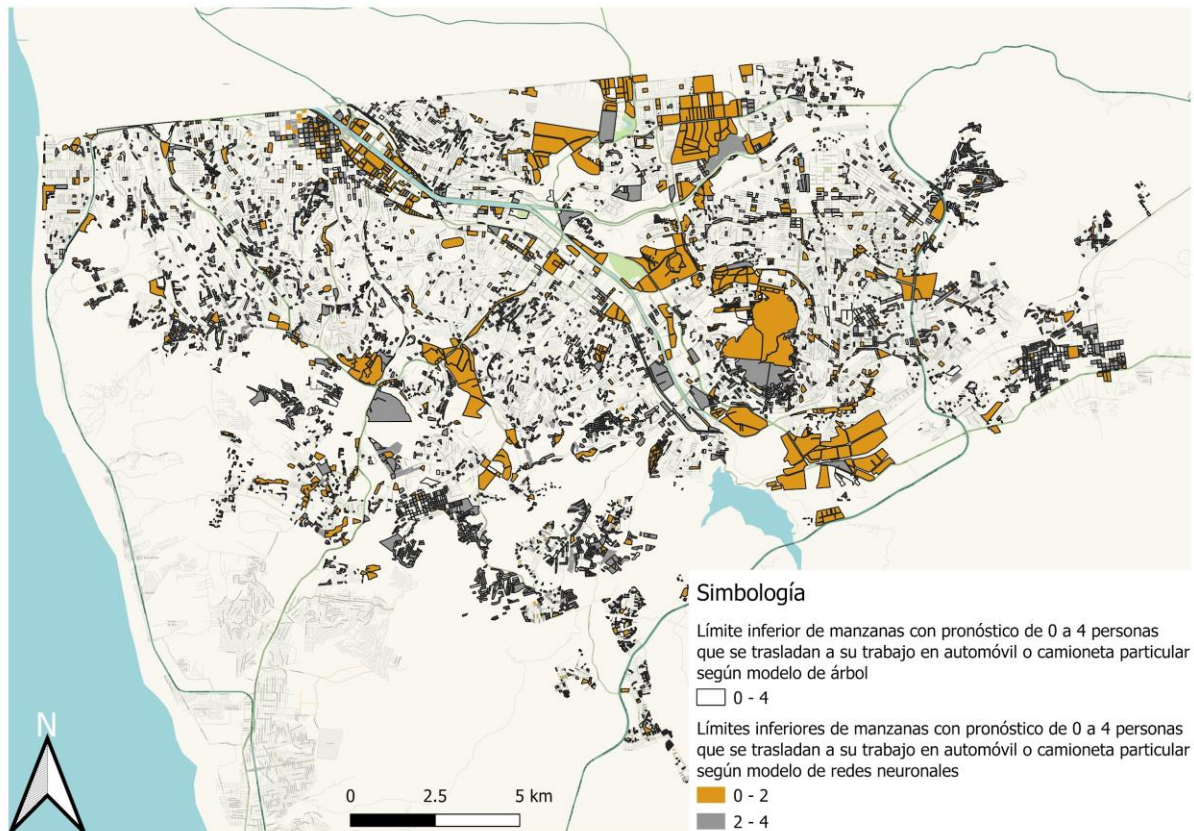 Simbología
Límite inferior de manzanas con pronóstico de 0 a 4 personas
que se trasladan a su trabajo en automóvil o camioneta particular
según modelo de árbol
0 - 4
Límites inferiores de manzanas con pronóstico de 0 a 4 personas
que se trasladan a su trabajo en automóvil o camioneta particular
según modelo de redes neuronales
0 - 2
2 - 4
N
0 2.5 5 km